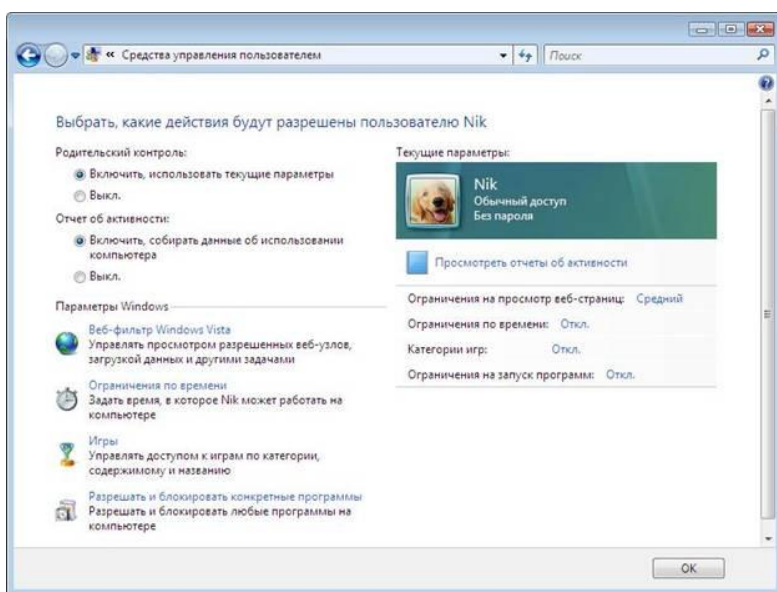 « Средства управления пользователем
Поиск
Выбрать, какие действия будут разрешены пользователю Nik
Родительский контроль:
Включить, использовать текущие параметры
Выкл.
Отчет об активности:
Включить, собирать данные об использовании
компьютера
Выкл.
Параметры Windows
Веб-фильтр Windows Vista
Управлять просмотром разрешенных веб-узлов,
загрузкой данных и другими задачами
Ограничения по времени
Задать время, в которое Nik может работать на
компьютере
Игры
Управлять доступом к играм по категории,
содержимому и названию
Разрешать и блокировать конкретные программы
Разрешать и блокировать любые программы на
компьютере
Текущие параметры:
Nik
Обычный доступ
Без пароля
Просмотреть отчеты об активности
Ограничения на просмотр веб-страниц: Средний
Ограничения по времени: Откл.
Категории игр: Откл.
Ограничения на запуск программ: Откл.
OK